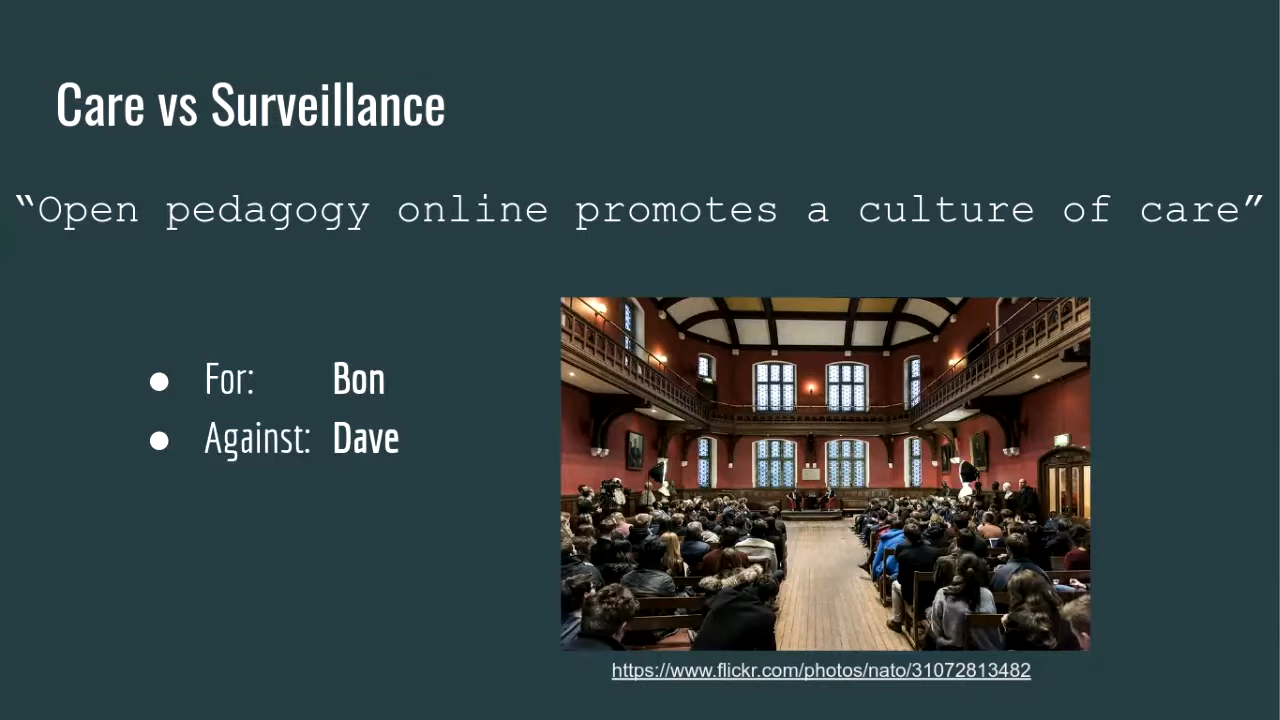 Care vs Surveillance
“Open pedagogy online promotes a culture of care”
● For: Bon
● Against: Dave
https://www.flickr.com/photos/nato/31072813482